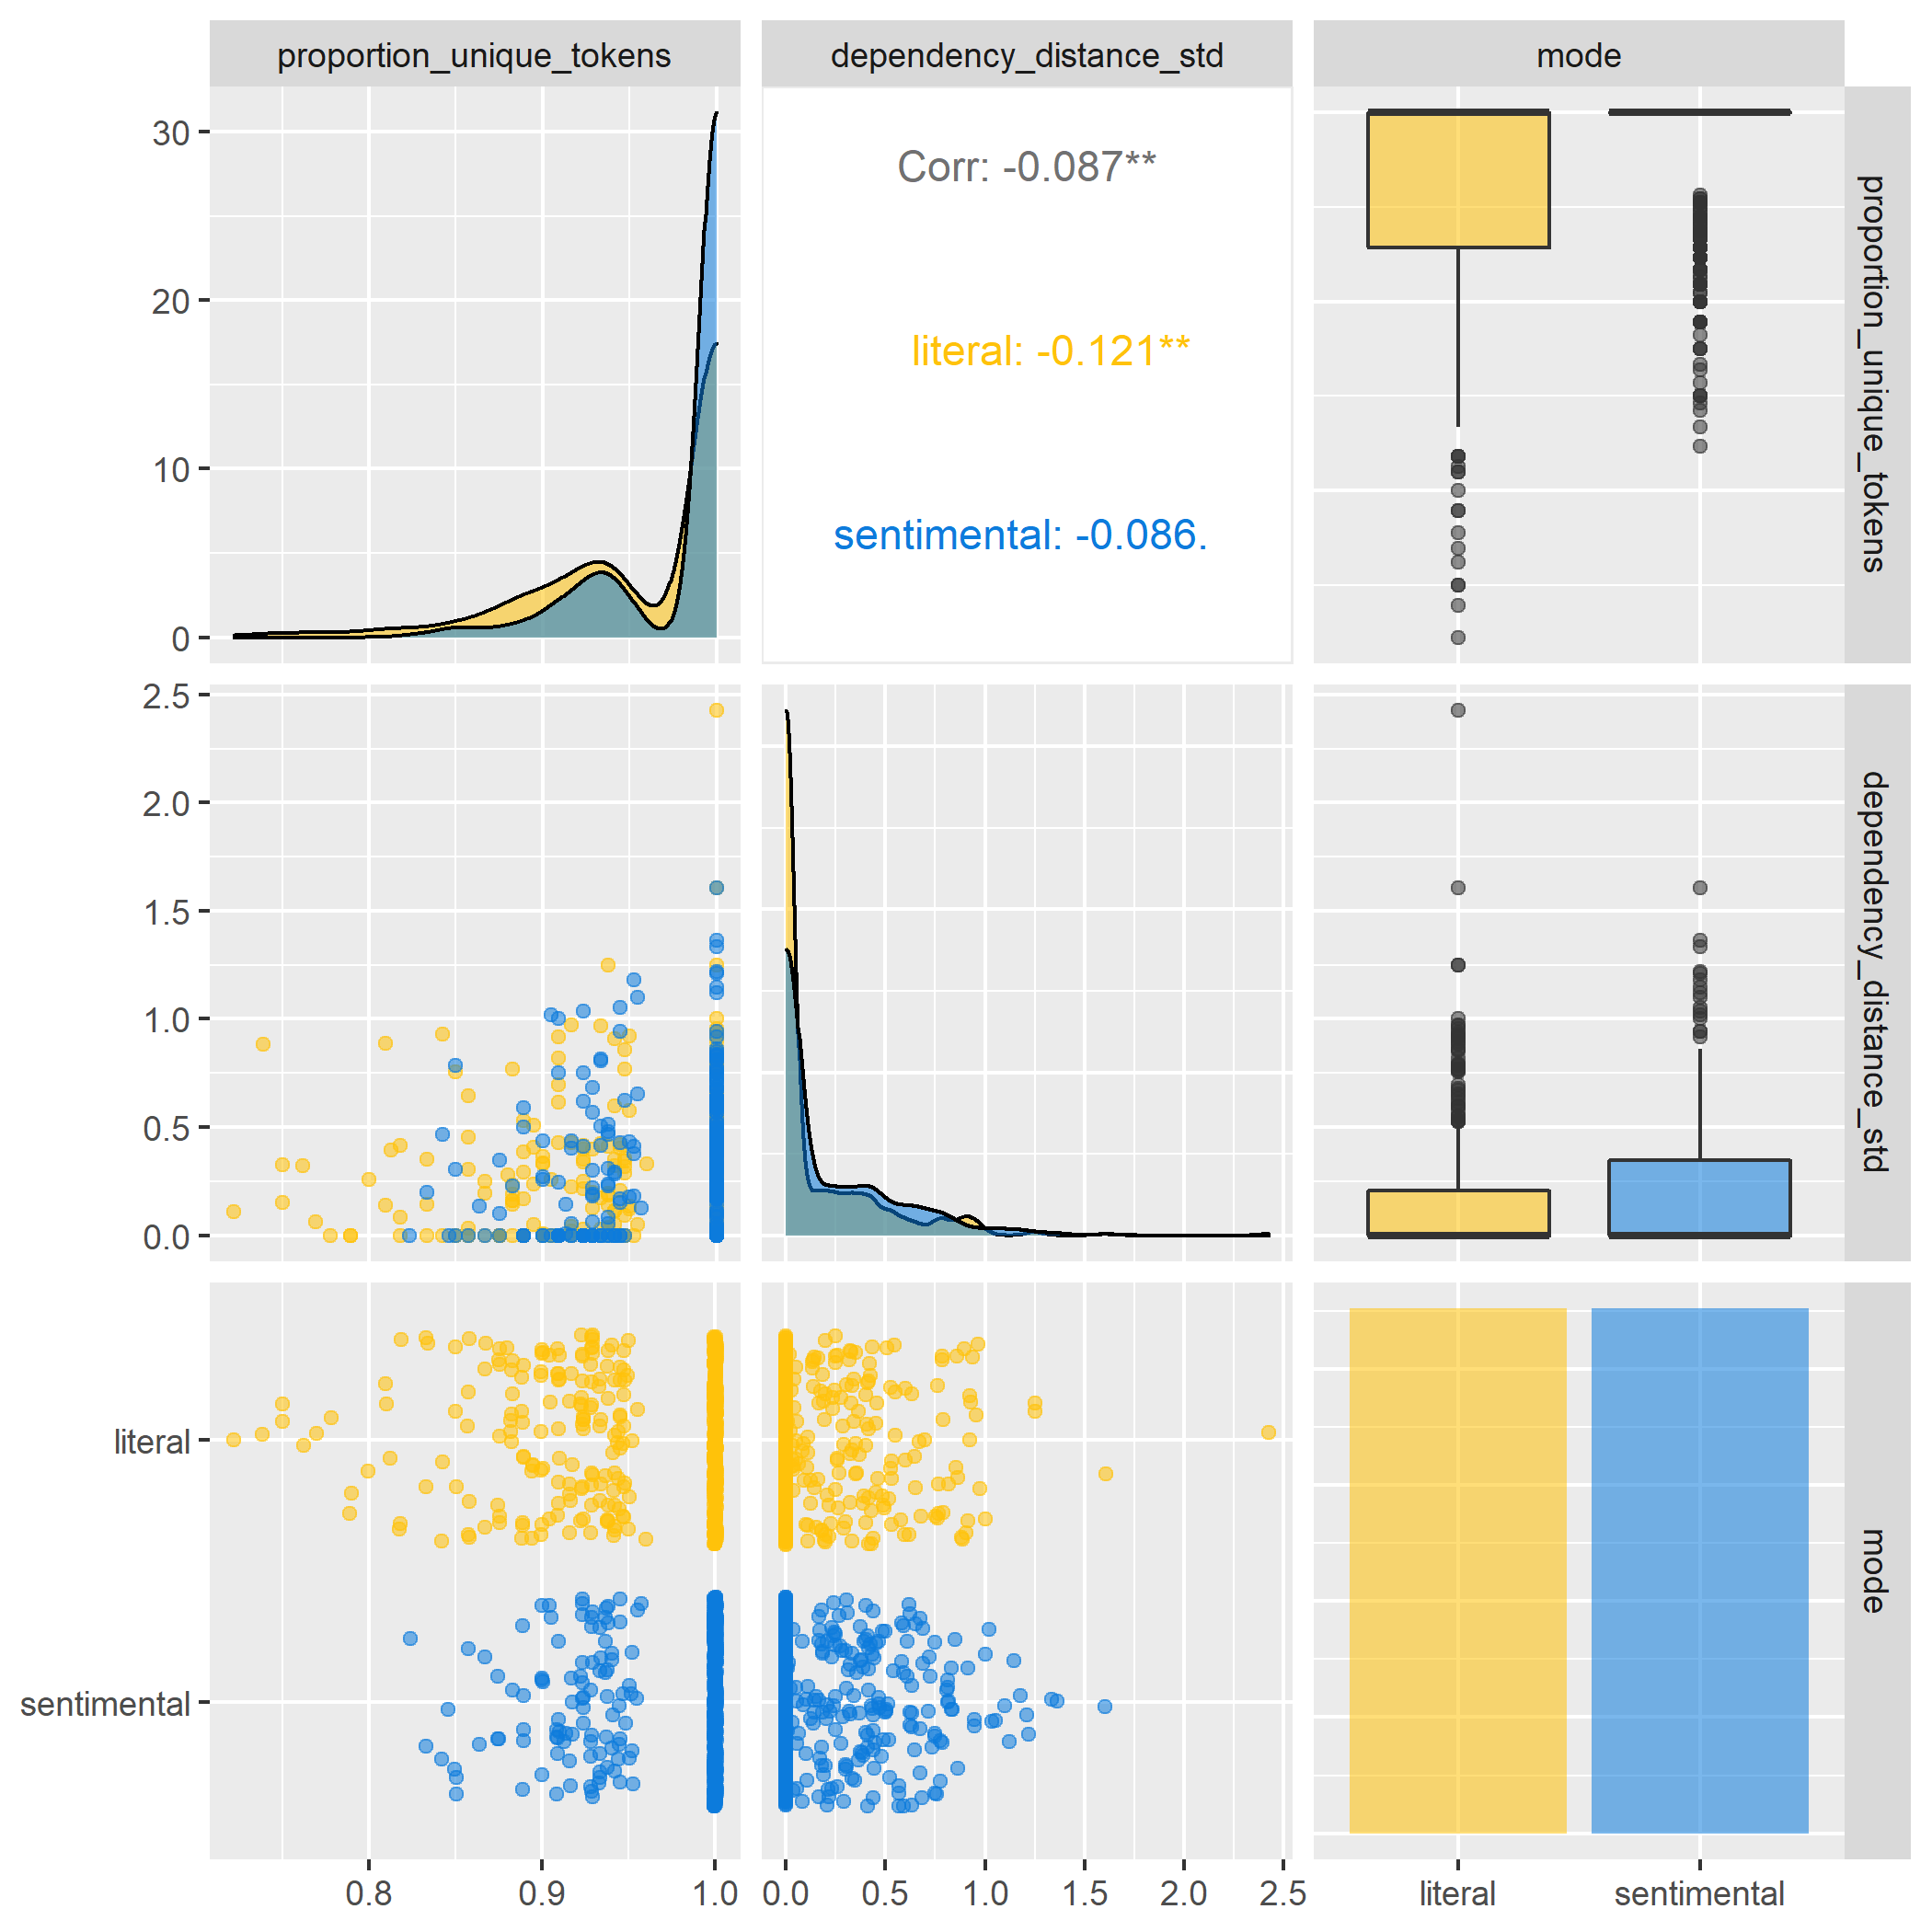 proportion_unique_tokens
dependency_distance_std
mode
30
20
10
0
Corr: -0.087**
literal: -0.121**
sentimental: -0.086.
proportion_unique_tokens
2.5
2.0
1.5
1.0
0.5
0.0
dependency_distance_std
literal
sentimental
mode
0.8
0.9
1.0
0.0
0.5
1.0
1.5
2.0
2.5
literal
sentimental